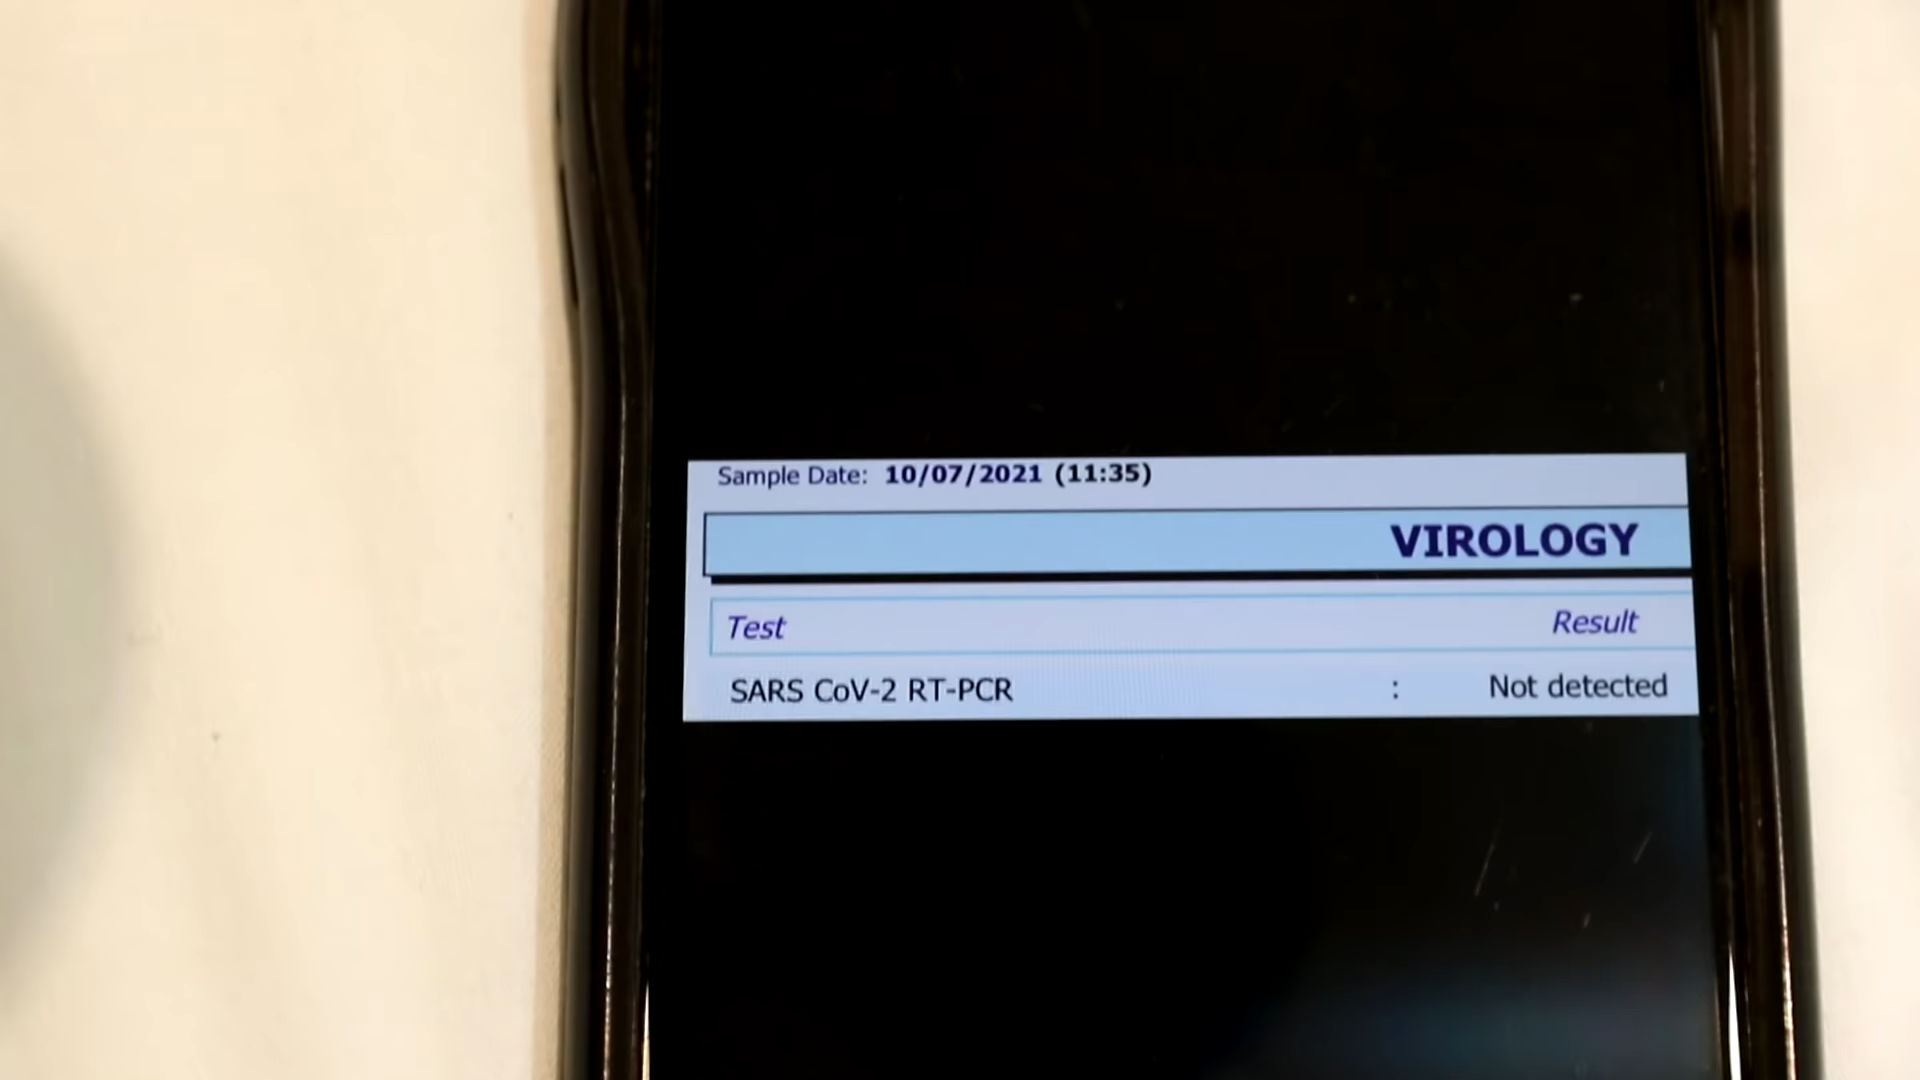 Sample Date: 10/07/2021 (11:35)
VIROLOGY
Test Result
SARS CoV-2 RT-PCR : Not detected